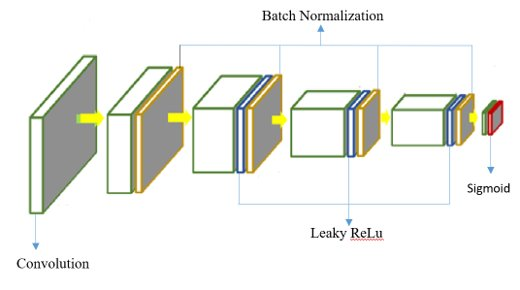 Batch Normalization
Sigmoid
Leaky ReLu
Convolution